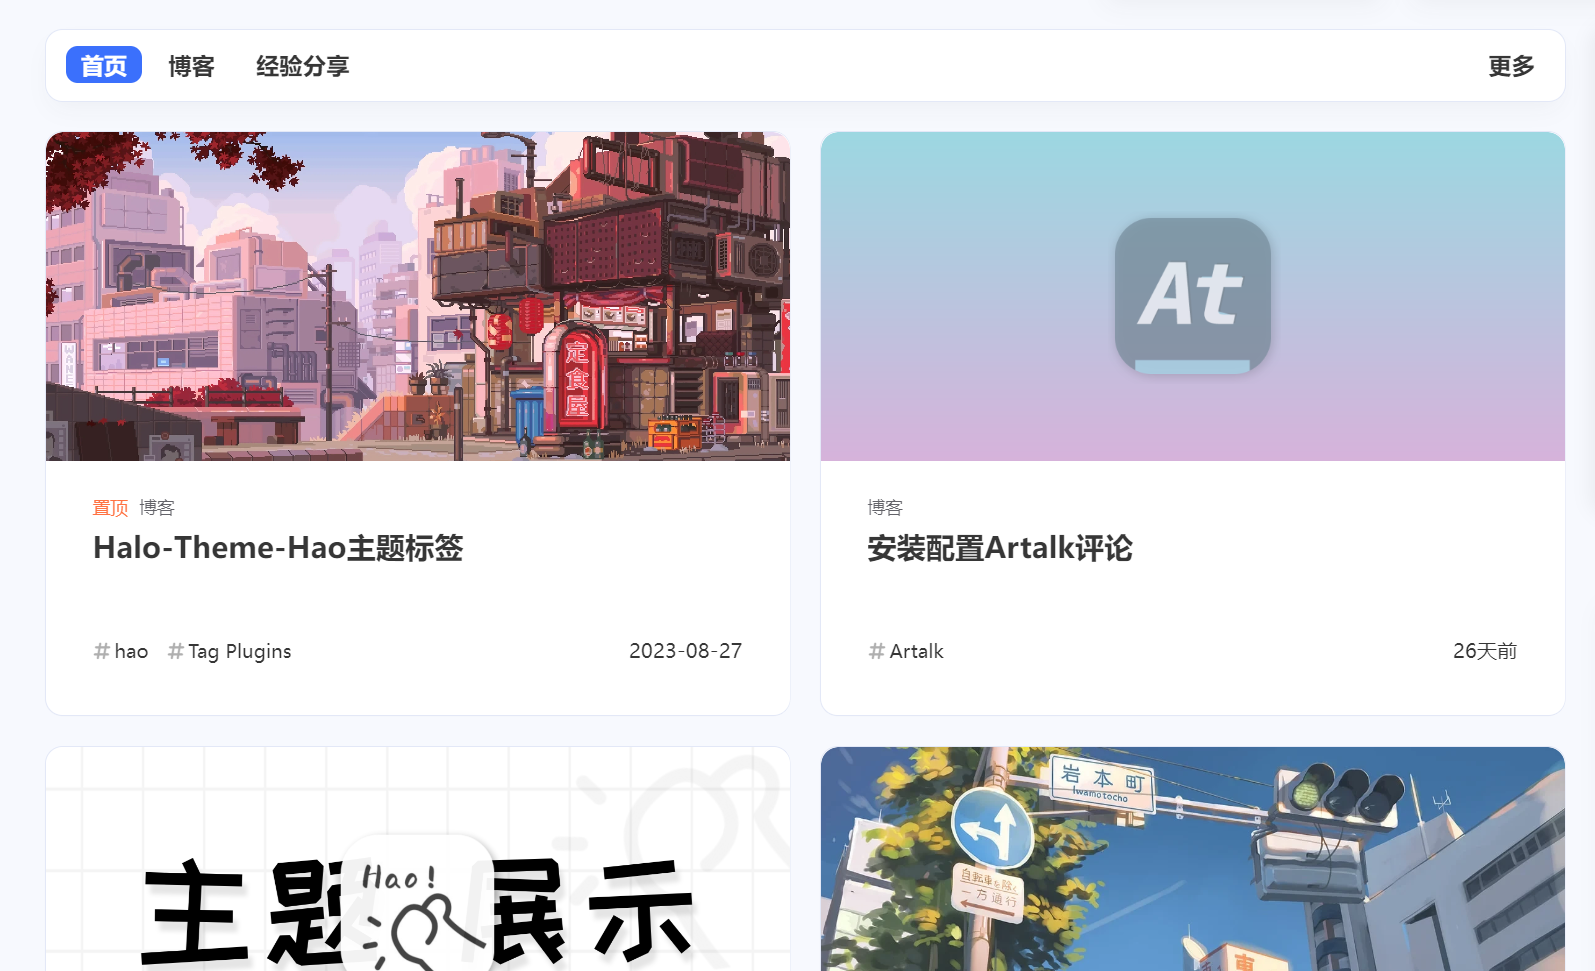 首页 博客 经验分享 更多
WANE
定食屋
At
置顶 博客
Halo-Theme-Hao主题标签
#hao #Tag Plugins 2023-08-27
博客
安装配置Artalk评论
#Artalk 26天前
主题展示
Hao!
岩本町
Iwamotocho
自転車を除く
一方通行